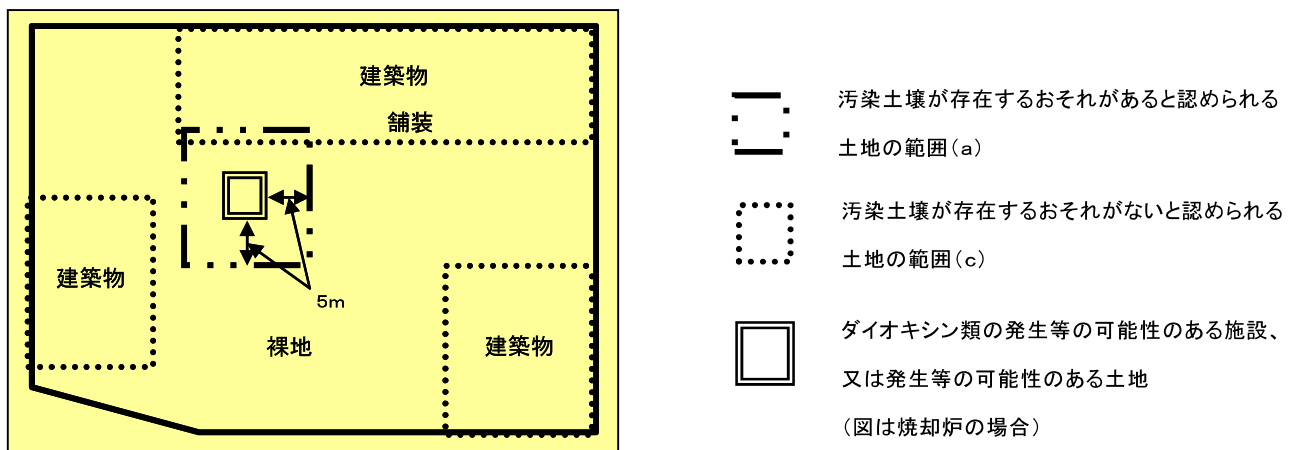 建築物
舗装
建築物
5m
裸地
建築物
汚染土壌が存在するおそれがあると認められる
土地の範囲(a)
汚染土壌が存在するおそれがないと認められる
土地の範囲(c)
ダイオキシン類の発生等の可能性のある施設、
又は発生等の可能性のある土地
(図は焼却炉の場合)